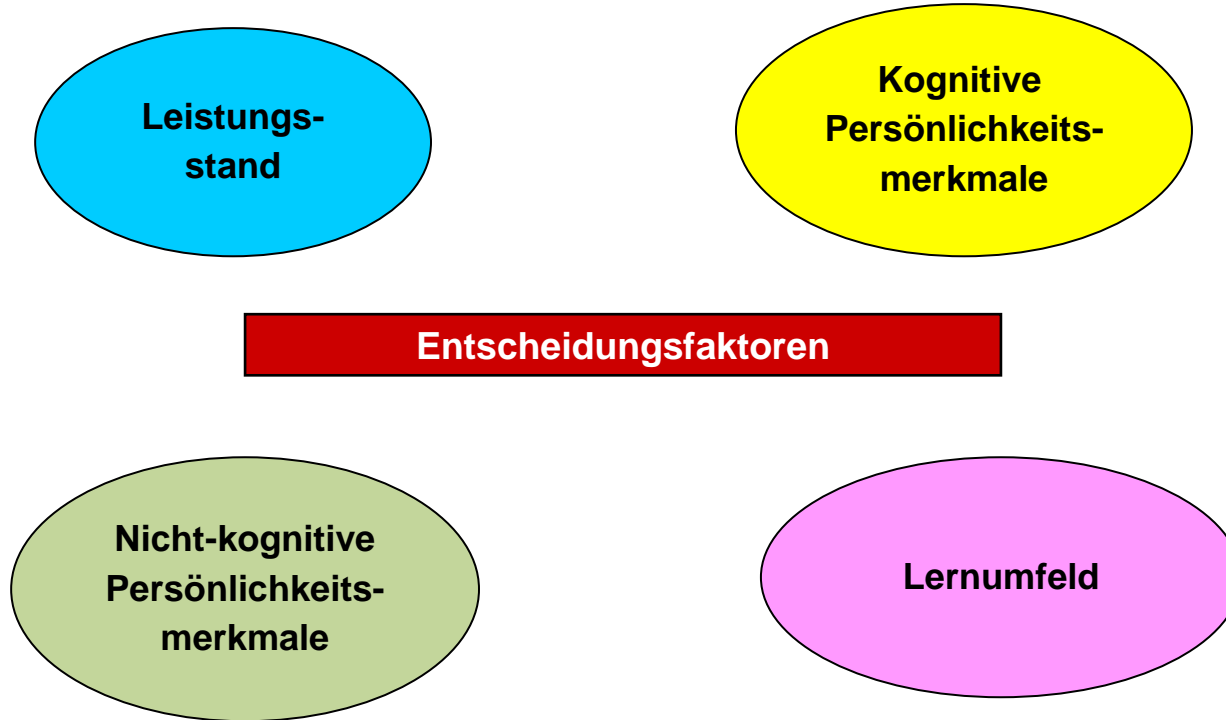 Leistungs-
stand
Kognitive
Persönlichkeits-
merkmale
Entscheidungsfaktoren
Nicht-kognitive
Persönlichkeits-
merkmale
Lernumfeld